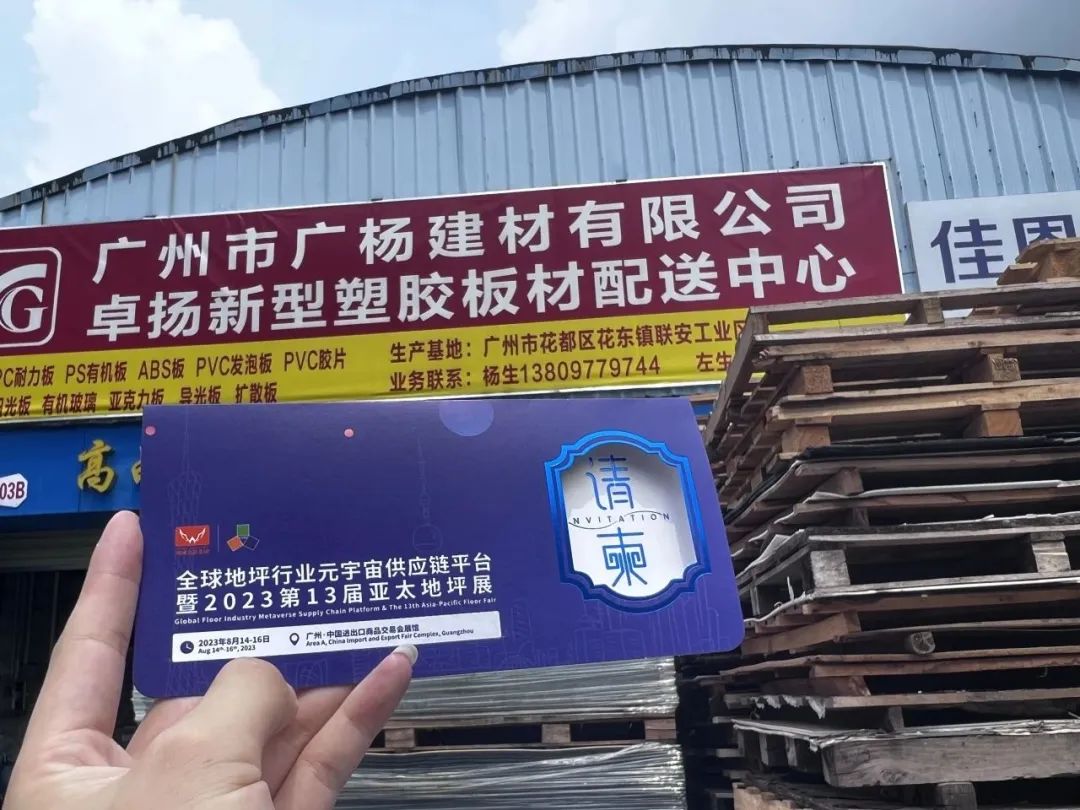 广州市广杨建材有限公司
卓扬新型塑胶板材配送中心
G
PC耐力板 PS有机板 ABS板 PVC发泡板 PVC胶片
光板 有机玻璃 亚克力板 导光板 扩散板
生产基地：广州市花都区花东镇联安工业区
业务联系：杨生13809779744 左生
佳恩
高
03B
请
INVITATION
柬
全球地坪行业元宇宙供应链平台
暨2023第13届亚太地坪展
Global Floor Industry Metaverse Supply Chain Platform & The 13th Asia-Pacific Floor Fair
2023年8月14-16日
Aug 14th-16th, 2023
广州·中国进出口商品交易会展馆
Area A, China Import and Export Fair Complex, Guangzhou